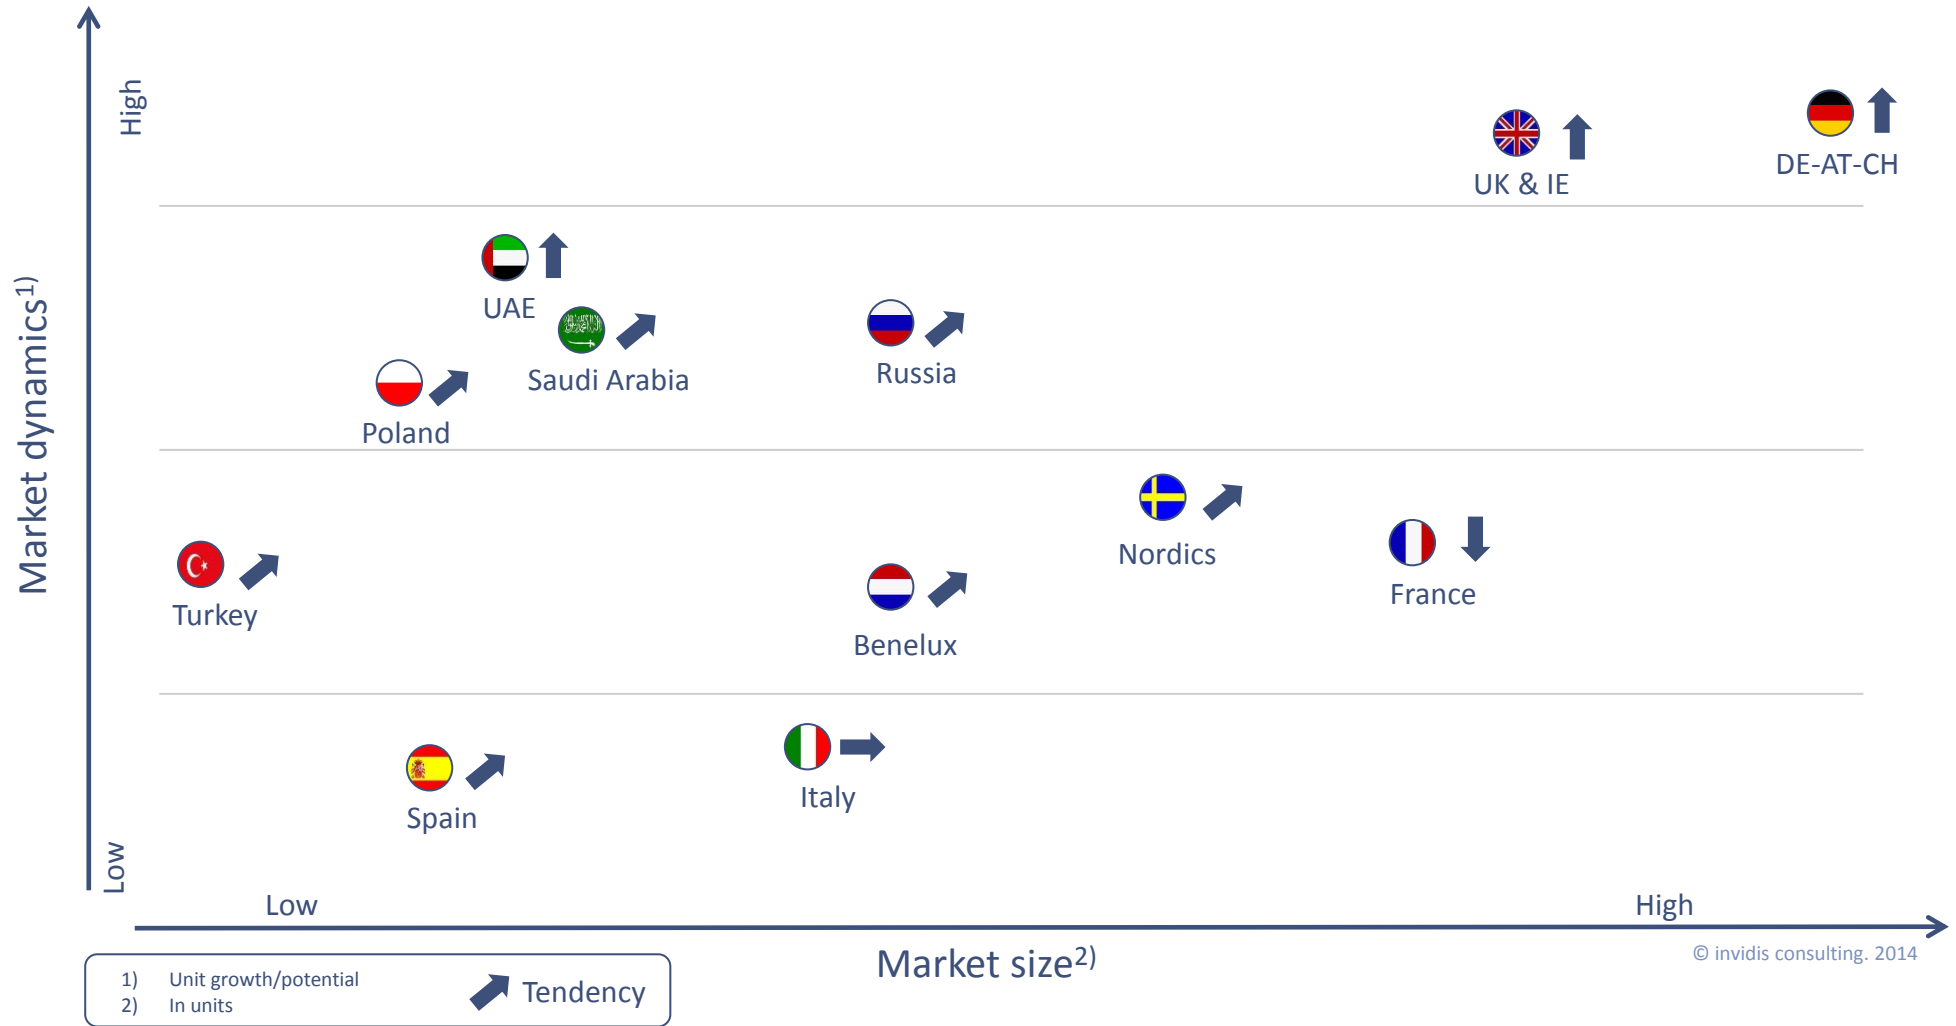 High
DE-AT-CH
UK & IE
UAE
Saudi Arabia
Russia
Poland
Market dynamics1)
Nordics
France
Turkey
Benelux
Italy
Spain
Low
Low
High
Market size2)
© invidis consulting. 2014
1) Unit growth/potential
2) In units
Tendency